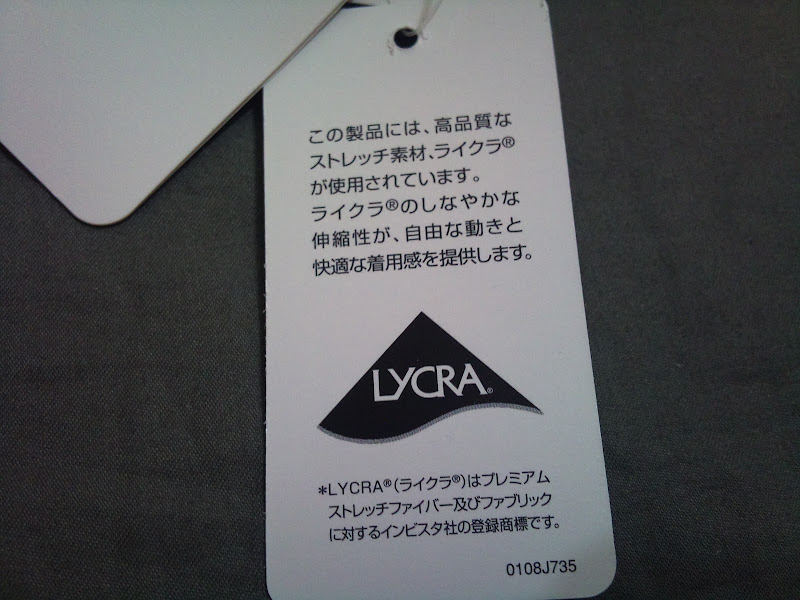 この製品には、高品質な
ストレッチ素材、ライクラ®
が使用されています。
ライクラ®のしなやかな
伸縮性が、自由な動きと
快適な着用感を提供します。
LYCRA®
*LYCRA®(ライクラ®)はプレミアム
ストレッチファイバー及びファブリック
に対するインビスタ社の登録商標です。
0108J735